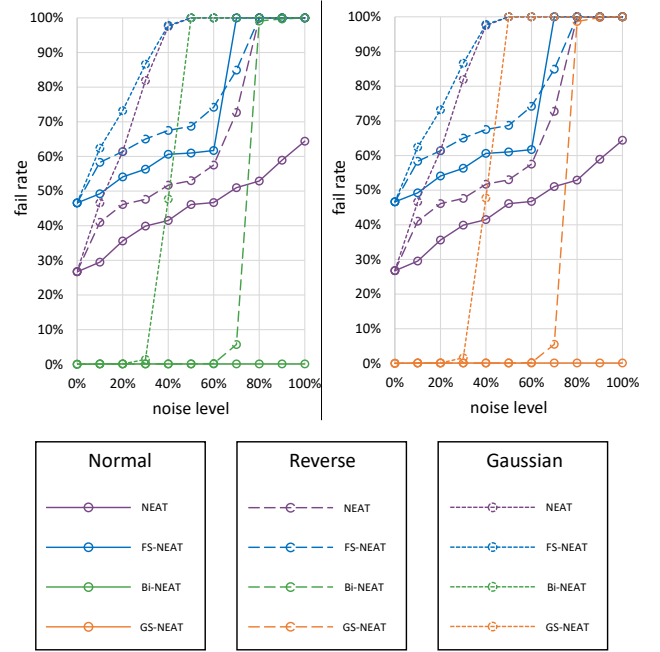 100%
90%
80%
70%
60%
50%
40%
30%
20%
10%
0%
fail rate
0% 20% 40% 60% 80% 100%
noise level
100%
90%
80%
70%
60%
50%
40%
30%
20%
10%
0%
fail rate
0% 20% 40% 60% 80% 100%
noise level
Normal
NEAT
FS-NEAT
Bi-NEAT
GS-NEAT
Reverse
NEAT
FS-NEAT
Bi-NEAT
GS-NEAT
Gaussian
NEAT
FS-NEAT
Bi-NEAT
GS-NEAT